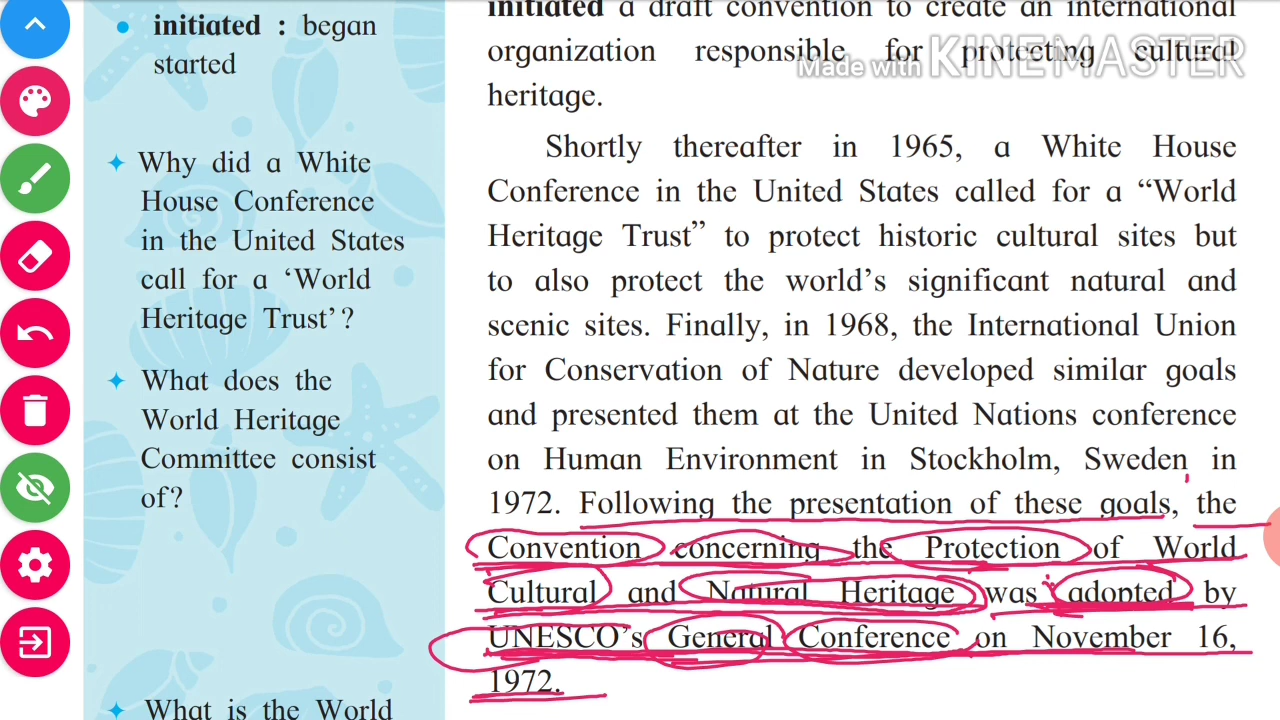 initiated : began
started
Why did a White
House Conference
in the United States
call for a ‘World
Heritage Trust’?
What does the
World Heritage
Committee consist
of?
What is the World
initiated a draft convention to create an international
organization responsible for protecting cultural
heritage.
Shortly thereafter in 1965, a White House
Conference in the United States called for a “World
Heritage Trust” to protect historic cultural sites but
to also protect the world’s significant natural and
scenic sites. Finally, in 1968, the International Union
for Conservation of Nature developed similar goals
and presented them at the United Nations conference
on Human Environment in Stockholm, Sweden in
1972. Following the presentation of these goals, the
Convention concerning the Protection of World
Cultural and Natural Heritage was adopted by
UNESCO’s General Conference on November 16,
1972.
Made with KINEMASTER